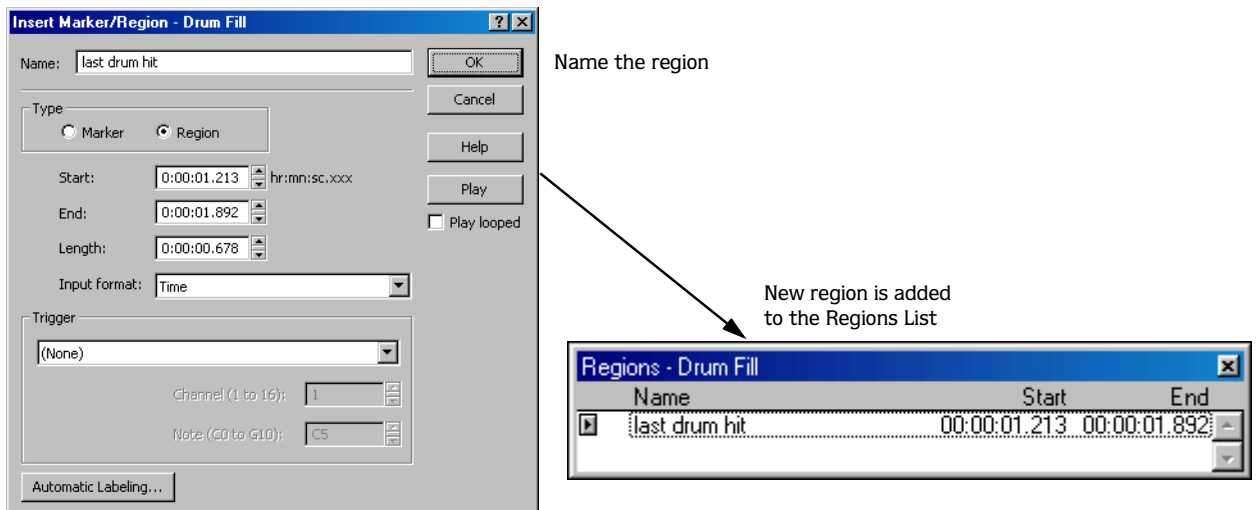 Insert Marker/Region - Drum Fill
Name: last drum hit
OK
Name the region
Cancel
Type
Marker Region
Help
Start: 0:00:01.213 hr:mn:sc.xxx
Play
End: 0:00:01.892
Play looped
Length: 0:00:00.678
Input format: Time
Trigger
(None)
Channel (1 to 16): 1
Note (C0 to G10): C5
Automatic Labeling...
New region is added
to the Regions List
Regions - Drum Fill
Name Start End
last drum hit 00:00:01.213 00:00:01.892